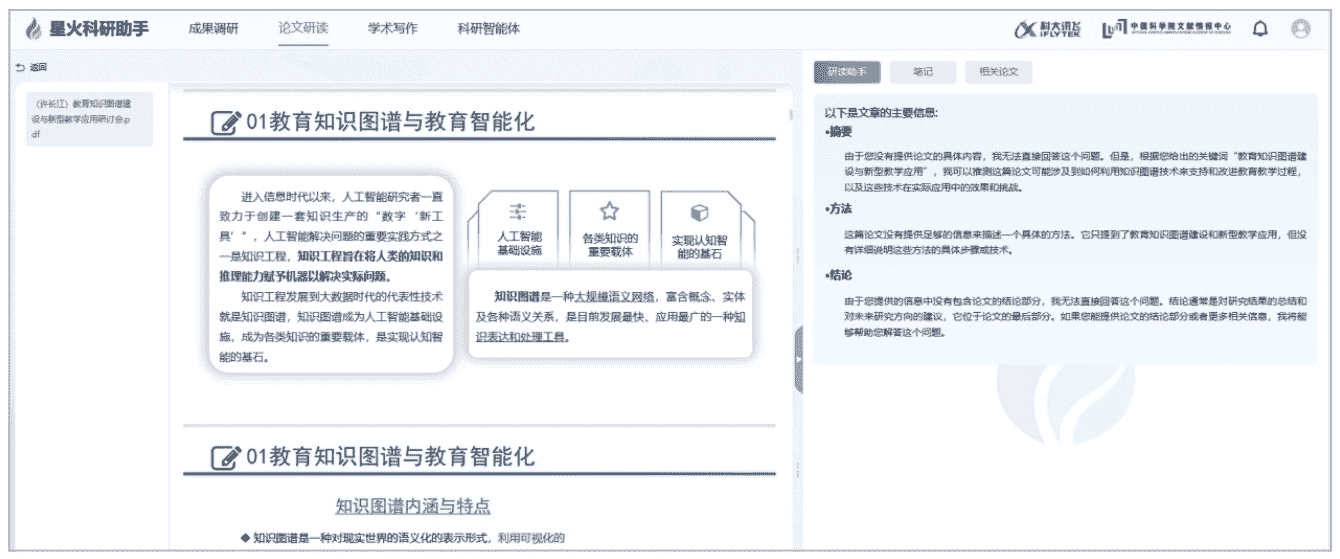 星火科研助手
成果调研
论文研读
学术写作
科研智能体
科大讯飞
iFLYTEK
中国科学院文献情报中心
返回
（许长江）教育知识图谱建
设与新型教学应用研讨会.p
df
01教育知识图谱与教育智能化
进入信息时代以来，人工智能研究者一直
致力于创建一套知识生产的“数字‘新工
具’”，人工智能解决问题的重要实践方式之
一是知识工程，知识工程旨在将人类的知识和
推理能力赋予机器以解决实际问题。
知识工程发展到大数据时代的代表性技术
就是知识图谱，知识图谱成为人工智能基础设
施，成为各类知识的重要载体，是实现认知智
能的基石。
人工智能
基础设施
各类知识的
重要载体
实现认知智
能的基石
知识图谱是一种大规模语义网络，富含概念、实体
及各种语义关系，是目前发展最快、应用最广的一种知
识表达和处理工具。
01教育知识图谱与教育智能化
知识图谱内涵与特点
◆ 知识图谱是一种对现实世界的语义化的表示形式，利用可视化的
研读助手
笔记
相关论文
以下是文章的主要信息:
•摘要
由于您没有提供论文的具体内容，我无法直接回答这个问题。但是，根据您给出的关键词“教育知识图谱建
设与新型教学应用”，我可以推测这篇论文可能涉及到如何利用知识图谱技术来支持和改进教育教学过程，
以及这些技术在实际应用中的效果和挑战。
•方法
这篇论文没有提供足够的信息来描述一个具体的方法。它只提到了教育知识图谱建设和新型教学应用，但没
有详细说明这些方法的具体步骤或技术。
•结论
由于您提供的信息中没有包含论文的结论部分，我无法直接回答这个问题。结论通常是对研究结果的总结和
对未来研究方向的建议，它位于论文的最后部分。如果您能提供论文的结论部分或者更多相关信息，我将能
够帮助您解答这个问题。